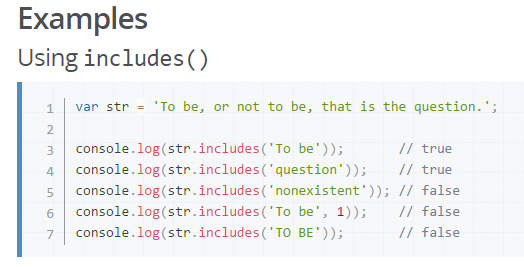 Examples
Using includes()
1 var str = 'To be, or not to be, that is the question.';
2
3 console.log(str.includes('To be'));       // true
4 console.log(str.includes('question'));    // true
5 console.log(str.includes('nonexistent')); // false
6 console.log(str.includes('To be', 1));    // false
7 console.log(str.includes('TO BE'));       // false